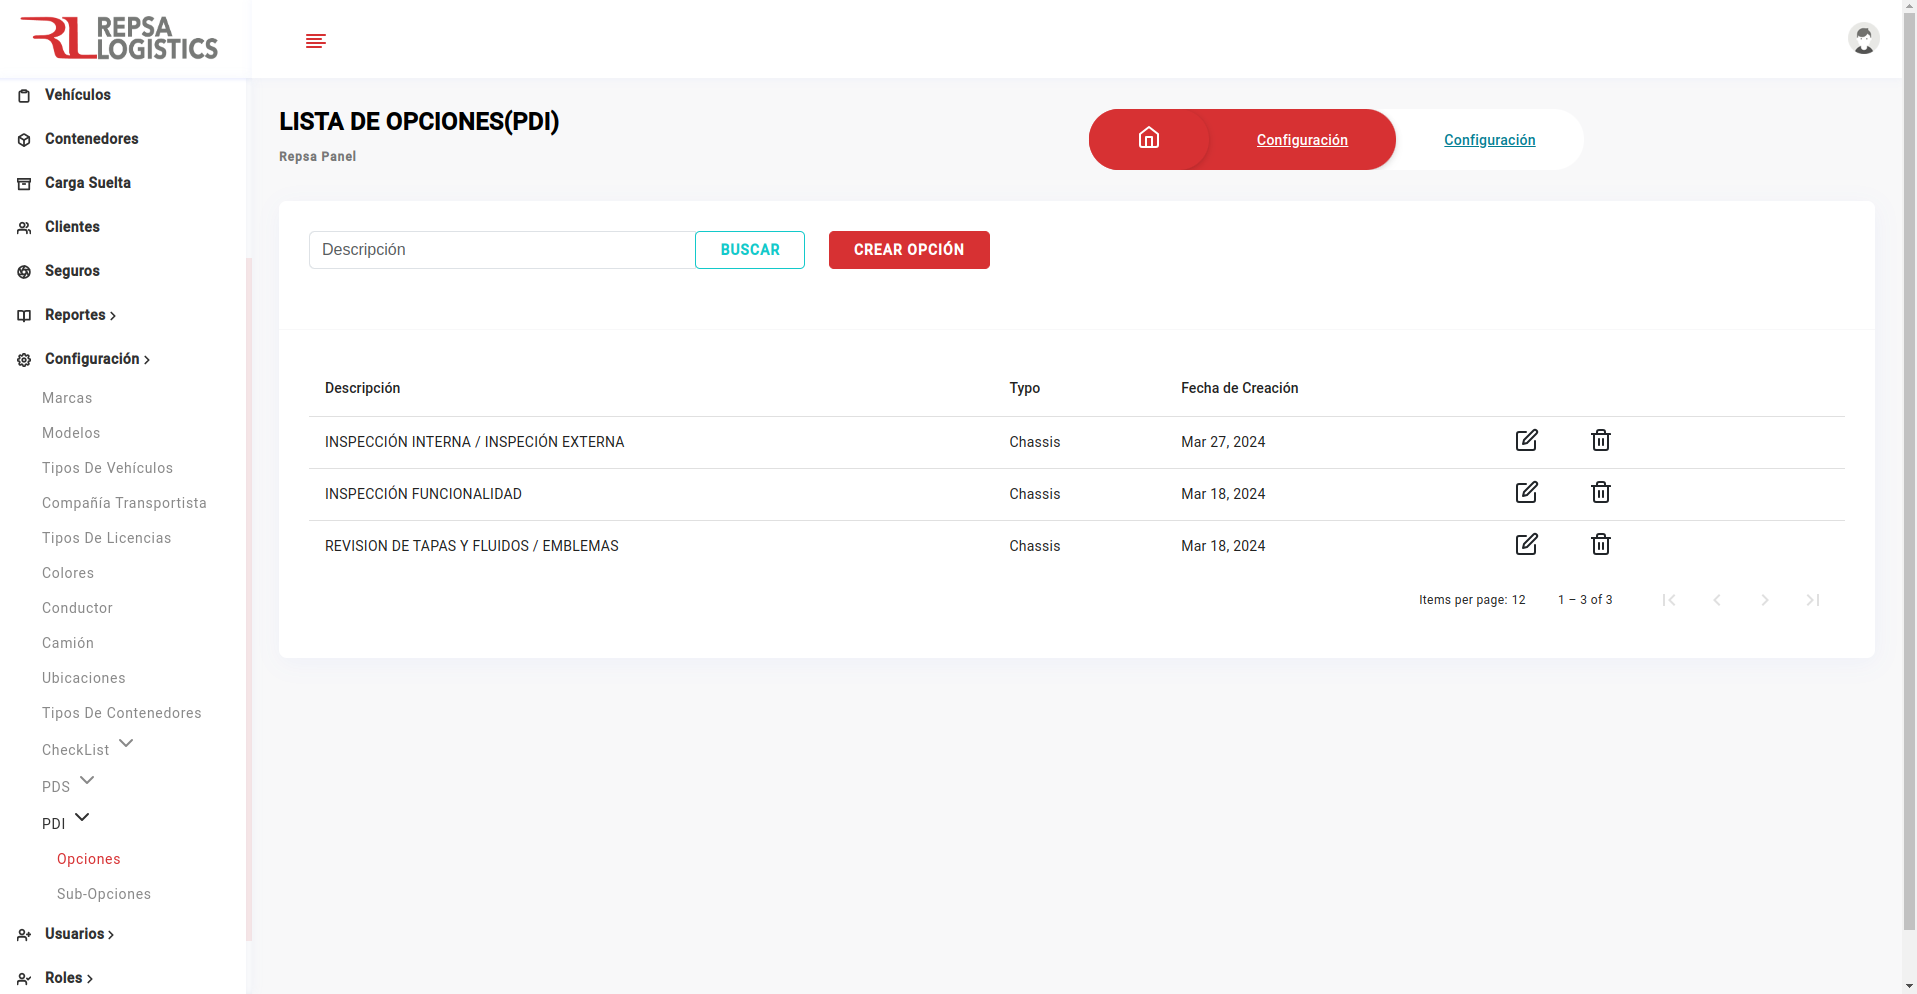 REPSA
LOGISTICS
Vehículos
Contenedores
Carga Suelta
Clientes
Seguros
Reportes
Configuración
Marcas
Modelos
Tipos De Vehículos
Compañía Transportista
Tipos De Licencias
Colores
Conductor
Camión
Ubicaciones
Tipos De Contenedores
CheckList
PDS
PDI
Opciones
Sub-Opciones
Usuarios
Roles
LISTA DE OPCIONES(PDI)
Repsa Panel
Configuración Configuración
Descripción BUSCAR CREAR OPCIÓN
Descripción Typo Fecha de Creación
INSPECCIÓN INTERNA / INSPECIÓN EXTERNA Chassis Mar 27, 2024
INSPECCIÓN FUNCIONALIDAD Chassis Mar 18, 2024
REVISION DE TAPAS Y FLUIDOS / EMBLEMAS Chassis Mar 18, 2024
Items per page: 12 1 – 3 of 3